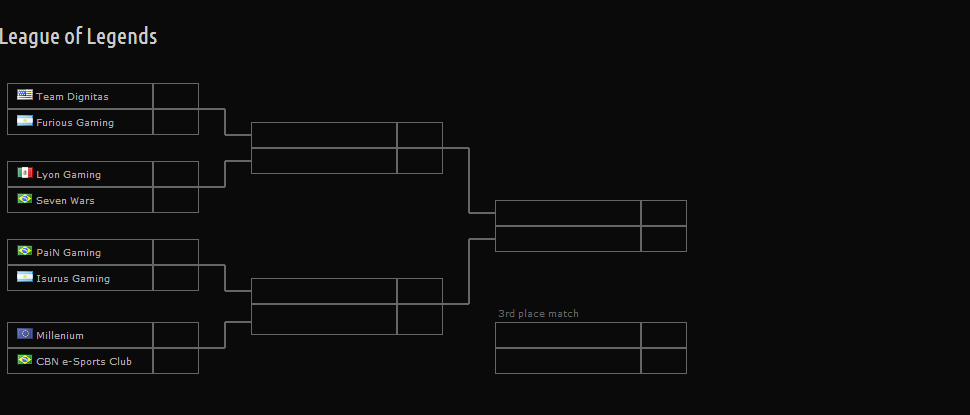 League of Legends
Team Dignitas
Furious Gaming
Lyon Gaming
Seven Wars
PaiN Gaming
Isurus Gaming
3rd place match
Millenium
CBN e-Sports Club